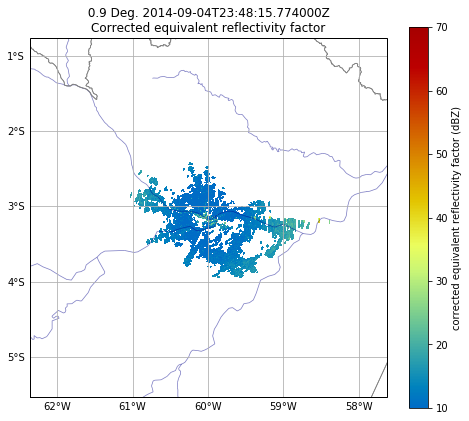 0.9 Deg. 2014-09-04T23:48:15.774000Z
Corrected equivalent reflectivity factor
1°S
2°S
3°S
4°S
5°S
62°W 61°W 60°W 59°W 58°W
70
60
50
40
30
20
10
corrected equivalent reflectivity factor (dBZ)